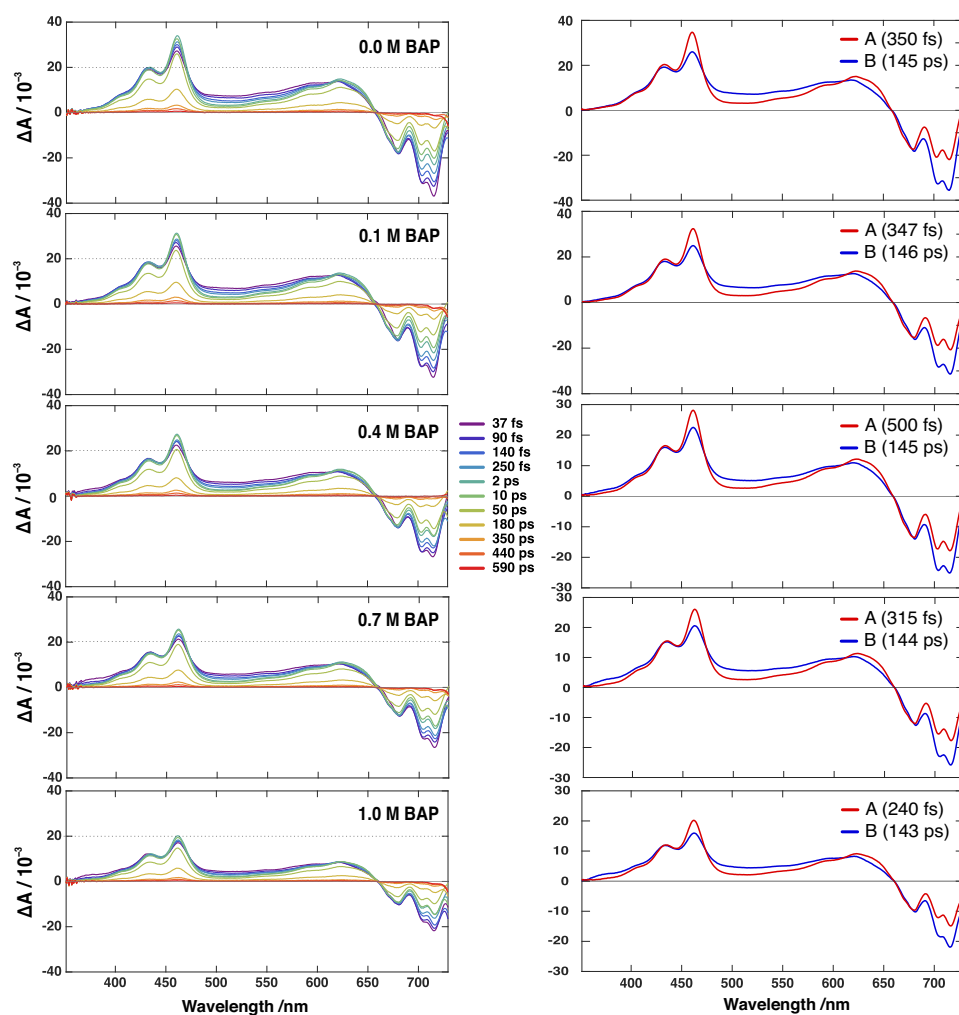 40
20
0
-20
40
ΔA / 10⁻³
0.0 M BAP
40
20
0
-20
-40
A (350 fs)
B (145 ps)
40
20
0
-20
40
ΔA / 10⁻³
0.1 M BAP
40
20
0
-20
-40
A (347 fs)
B (146 ps)
40
20
0
-20
40
ΔA / 10⁻³
0.4 M BAP
37 fs
90 fs
140 fs
250 fs
2 ps
10 ps
50 ps
180 ps
350 ps
440 ps
590 ps
30
20
10
0
-10
-20
-30
A (500 fs)
B (145 ps)
40
20
0
20
40
ΔA / 10⁻³
0.7 M BAP
30
20
10
0
-10
-20
-30
A (315 fs)
B (144 ps)
40
20
0
20
40
ΔA / 10⁻³
1.0 M BAP
400 450 500 550 600 650 700
Wavelength /nm
30
20
10
0
10
20
30
A (240 fs)
B (143 ps)
400 450 500 550 600 650 700
Wavelength /nm